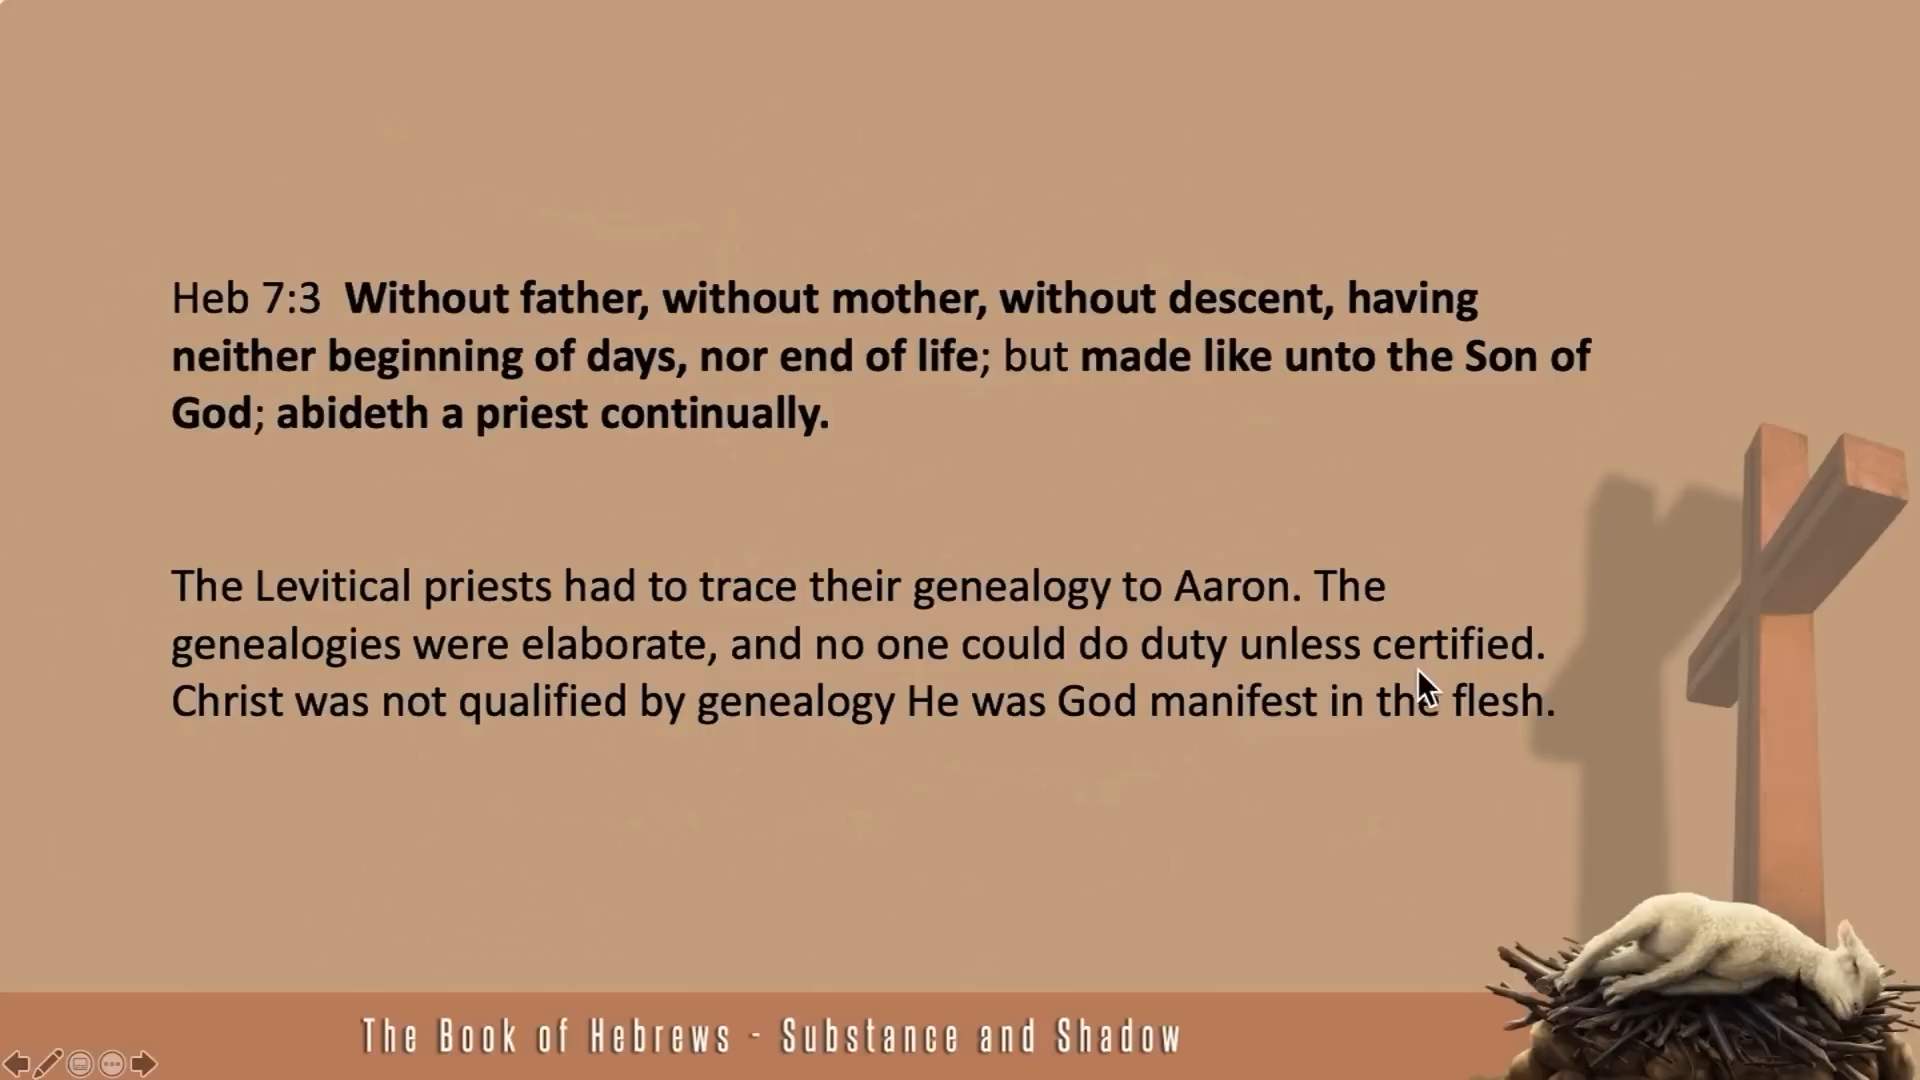 Heb 7:3  Without father, without mother, without descent, having
neither beginning of days, nor end of life; but made like unto the Son of
God; abideth a priest continually.
The Levitical priests had to trace their genealogy to Aaron. The
genealogies were elaborate, and no one could do duty unless certified.
Christ was not qualified by genealogy He was God manifest in the flesh.
The Book of Hebrews - Substance and Shadow